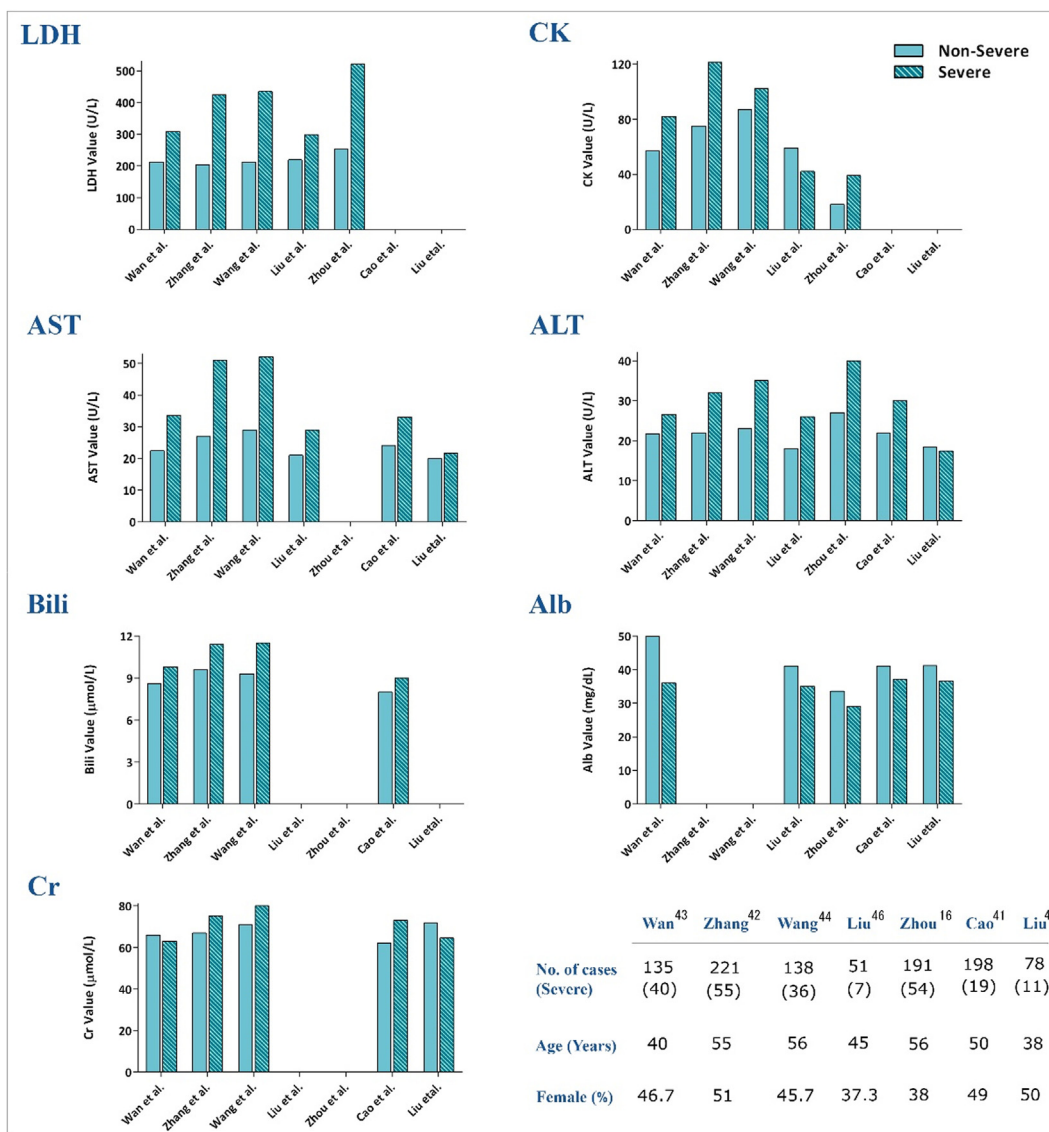 LDH
LDH Value (U/L)
500
400
300
200
100
0
Wan et al.
Zhang et al.
Wang et al.
Liu et al.
Zhou et al.
Cao et al.
Liu etal.
CK
Non-Severe
Severe
CK Value (U/L)
120
80
40
0
Wan et al.
Zhang et al.
Wang et al.
Liu et al.
Zhou et al.
Cao et al.
Liu etal.
AST
AST Value (U/L)
50
40
30
20
10
0
Wan et al.
Zhang et al.
Wang et al.
Liu et al.
Zhou et al.
Cao et al.
Liu etal.
ALT
ALT Value (U/L)
40
30
20
10
0
Wan et al.
Zhang et al.
Wang et al.
Liu et al.
Zhou et al.
Cao et al.
Liu etal.
Bili
Bili Value (μmol/L)
12
9
6
3
0
Wan et al.
Zhang et al.
Wang et al.
Liu et al.
Zhou et al.
Cao et al.
Liu etal.
Alb
Alb Value (mg/dL)
50
40
30
20
10
0
Wan et al.
Zhang et al.
Wang et al.
Liu et al.
Zhou et al.
Cao et al.
Liu etal.
Cr
Cr Value (μmol/L)
80
60
40
20
0
Wan et al.
Zhang et al.
Wang et al.
Liu et al.
Zhou et al.
Cao et al.
Liu etal.
Wan43 Zhang42 Wang44 Liu46 Zhou16 Cao41 Liu
No. of cases 135 221 138 51 191 198 78
(Severe) (40) (55) (36) (7) (54) (19) (11)
Age (Years) 40 55 56 45 56 50 38
Female (%) 46.7 51 45.7 37.3 38 49 50